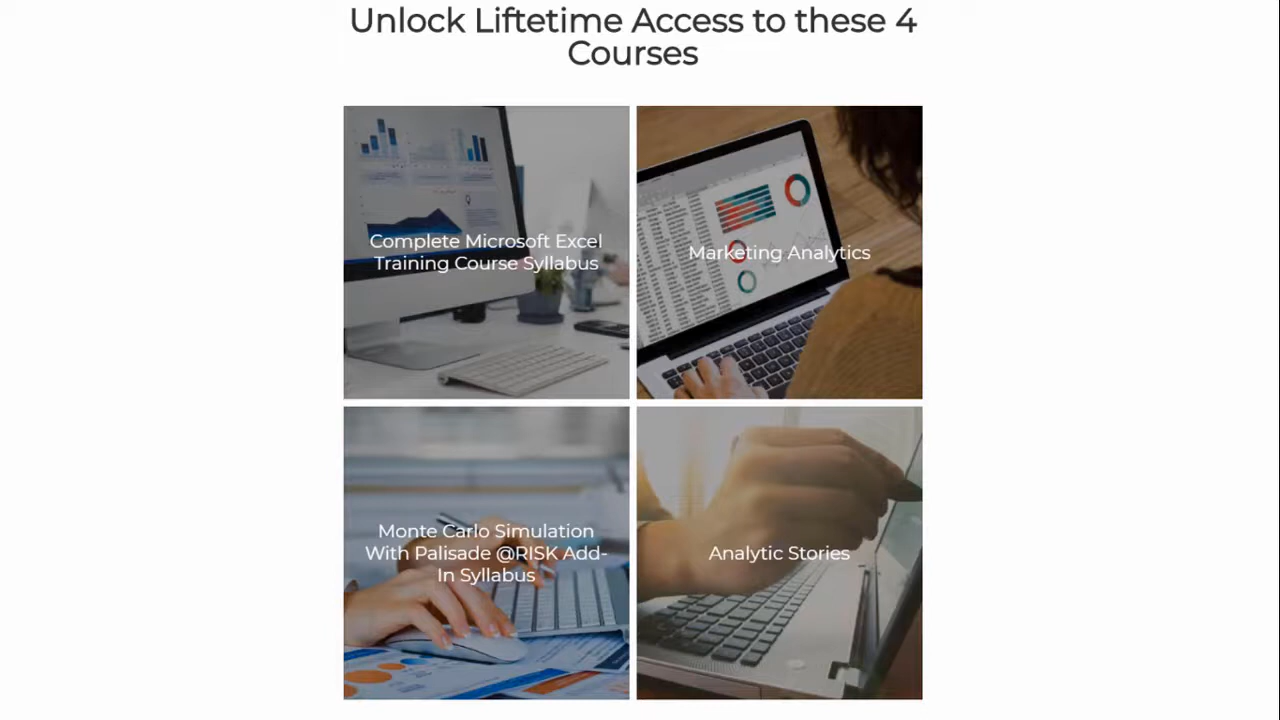 Unlock Liftetime Access to these 4
Courses
Complete Microsoft Excel
Training Course Syllabus
Marketing Analytics
Monte Carlo Simulation
With Palisade @RISK Add-
In Syllabus
Analytic Stories